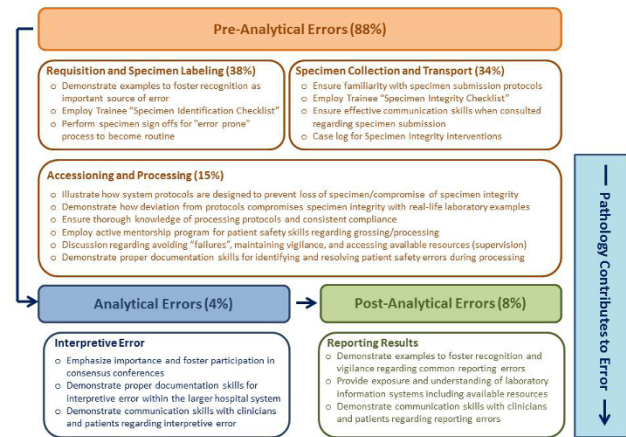 Pre-Analytical Errors (88%)
Requisition and Specimen Labeling (38%)
o Demonstrate examples to foster recognition as
important source of error
o Employ Trainee "Specimen Identification Checklist"
o Perform specimen sign offs for "error prone"
process to become routine
Specimen Collection and Transport (34%)
o Ensure familiarity with specimen submission protocols
o Employ Trainee "Specimen Integrity Checklist"
o Ensure effective communication skills when consulted
regarding specimen submission
o Case log for Specimen Integrity Interventions
Accessioning and Processing (15%)
o Illustrate how system protocols are designed to prevent loss of specimen/compromise of specimen integrity
o Demonstrate how deviation from protocols compromises specimen integrity with real-life laboratory examples
o Ensure thorough knowledge of processing protocols and consistent compliance
o Employ active mentorship program for patient safety skills regarding grossing/processing
o Discussion regarding avoiding "failures", maintaining vigilance, and accessing available resources (supervision)
o Demonstrate proper documentation skills for identifying and resolving patient safety errors during processing
Pathology Contributes to Error
Analytical Errors (4%)
Post-Analytical Errors (8%)
Interpretive Error
o Emphasize importance and foster participation in
consensus conferences
o Demonstrate proper documentation skills for
interpretive error within the larger hospital system
o Demonstrate communication skills with clinicians
and patients regarding interpretive error
Reporting Results
o Demonstrate examples to foster recognition and
vigilance regarding common reporting errors
o Provide exposure and understanding of laboratory
information systems including available resources
o Demonstrate communication skills with clinicians
and patients regarding reporting errors